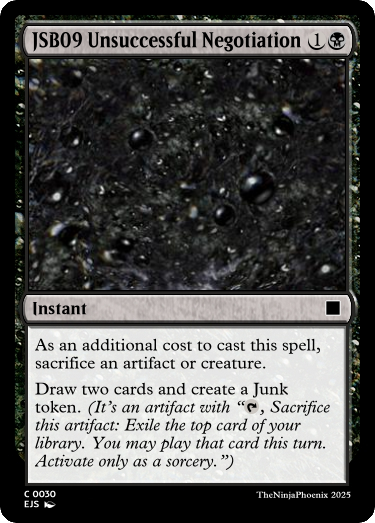 JSB09 Unsuccessful Negotiation 1
Instant
As an additional cost to cast this spell,
sacrifice an artifact or creature.
Draw two cards and create a Junk
token. (It's an artifact with “, Sacrifice
this artifact: Exile the top card of your
library. You may play that card this turn.
Activate only as a sorcery.”)
C 0030
EJS
TheNinjaPhoenix 2025